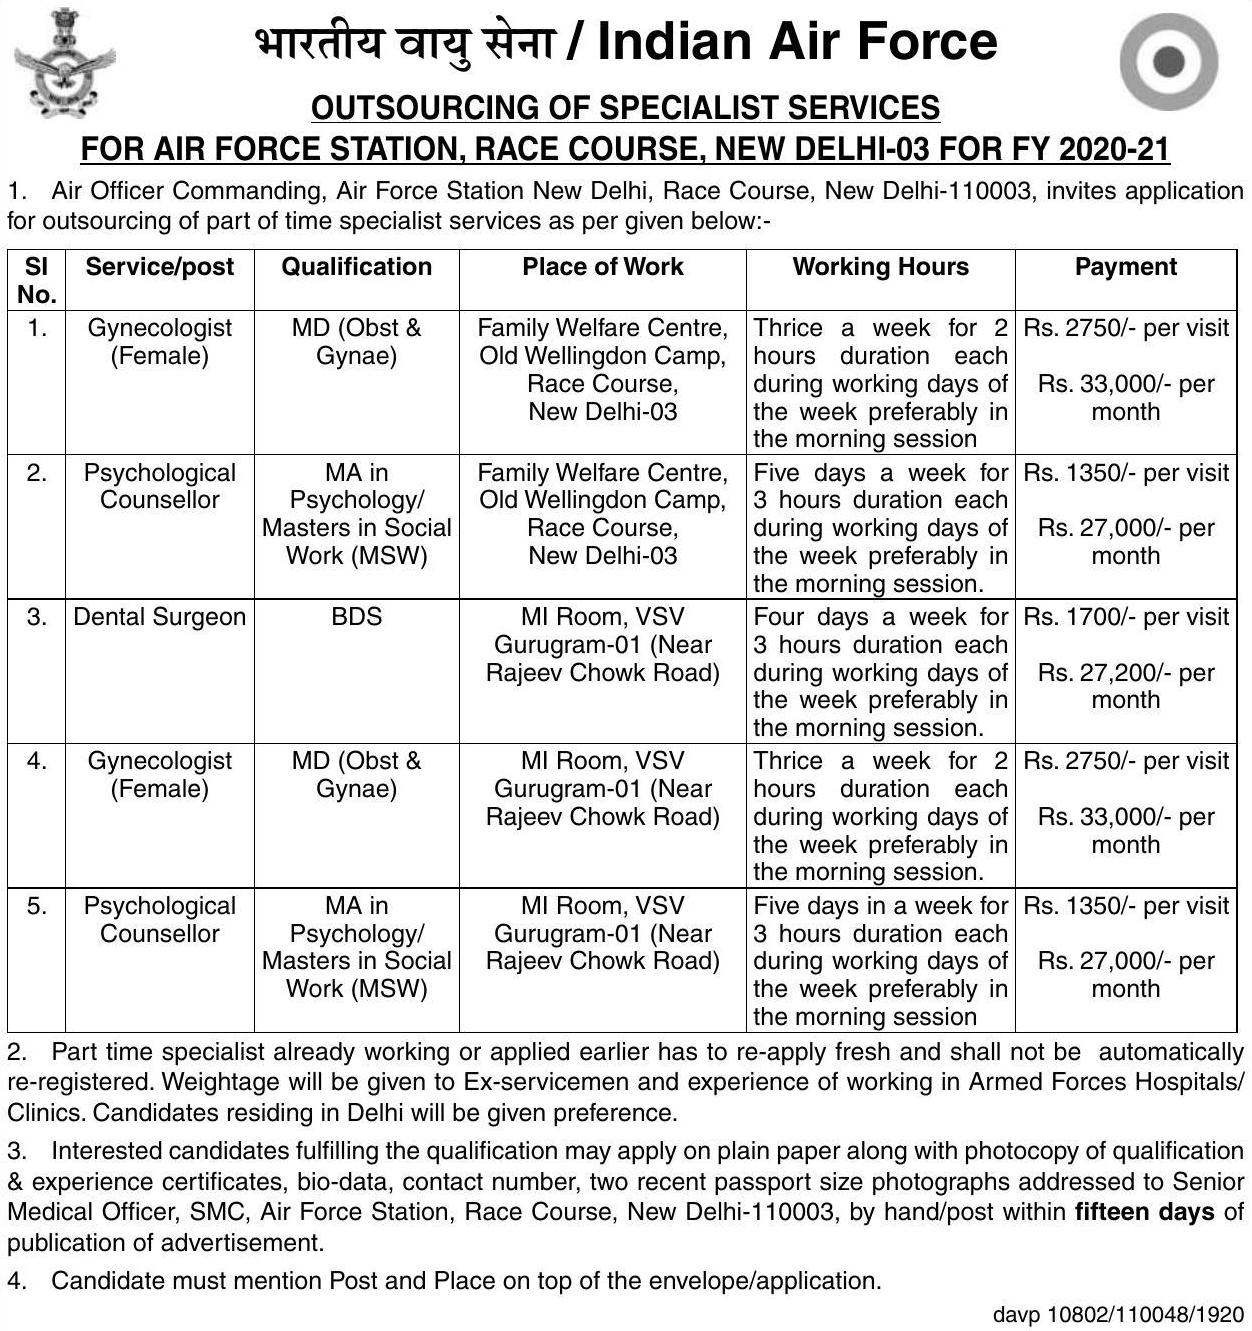 भारतीय वायु सेना / Indian Air Force
OUTSOURCING OF SPECIALIST SERVICES
FOR AIR FORCE STATION, RACE COURSE, NEW DELHI-03 FOR FY 2020-21
1. Air Officer Commanding, Air Force Station New Delhi, Race Course, New Delhi-110003, invites application
for outsourcing of part of time specialist services as per given below:-
SI No. Service/post Qualification Place of Work Working Hours Payment
1.
Gynecologist
(Female)
MD (Obst &
Gynae)
Family Welfare Centre,
Old Wellingdon Camp,
Race Course,
New Delhi-03
Thrice a week for 2
hours duration each
during working days of
the week preferably in
the morning session
Rs. 2750/- per visit
Rs. 33,000/- per
month
2.
Psychological
Counsellor
MA in
Psychology/
Masters in Social
Work (MSW)
Family Welfare Centre,
Old Wellingdon Camp,
Race Course,
New Delhi-03
Five days a week for
3 hours duration each
during working days of
the week preferably in
the morning session.
Rs. 1350/- per visit
Rs. 27,000/- per
month
3.
Dental Surgeon
BDS
MI Room, VSV
Gurugram-01 (Near
Rajeev Chowk Road)
Four days a week for
3 hours duration each
during working days of
the week preferably in
the morning session.
Rs. 1700/- per visit
Rs. 27,200/- per
month
4.
Gynecologist
(Female)
MD (Obst &
Gynae)
MI Room, VSV
Gurugram-01 (Near
Rajeev Chowk Road)
Thrice a week for 2
hours duration each
during working days of
the week preferably in
the morning session.
Rs. 2750/- per visit
Rs. 33,000/- per
month
5.
Psychological
Counsellor
MA in
Psychology/
Masters in Social
Work (MSW)
MI Room, VSV
Gurugram-01 (Near
Rajeev Chowk Road)
Five days in a week for
3 hours duration each
during working days of
the week preferably in
the morning session
Rs. 1350/- per visit
Rs. 27,000/- per
month
2. Part time specialist already working or applied earlier has to re-apply fresh and shall not be automatically
re-registered. Weightage will be given to Ex-servicemen and experience of working in Armed Forces Hospitals/
Clinics. Candidates residing in Delhi will be given preference.
3. Interested candidates fulfilling the qualification may apply on plain paper along with photocopy of qualification
& experience certificates, bio-data, contact number, two recent passport size photographs addressed to Senior
Medical Officer, SMC, Air Force Station, Race Course, New Delhi-110003, by hand/post within fifteen days of
publication of advertisement.
4. Candidate must mention Post and Place on top of the envelope/application.
davp 10802/110048/1920